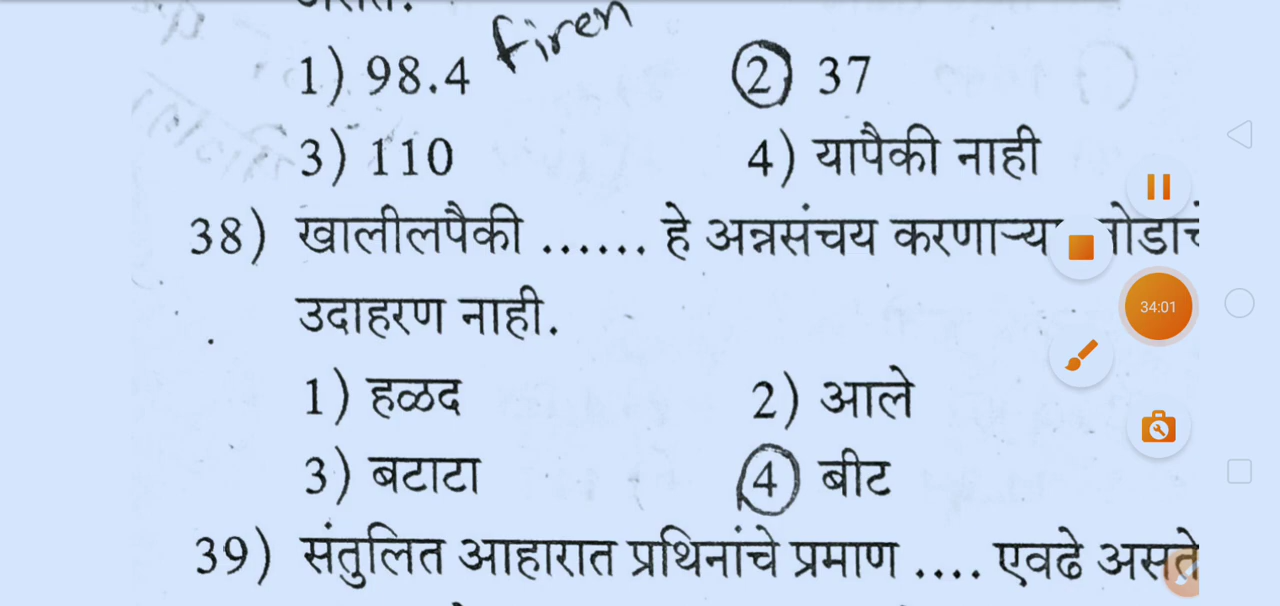 1) 98.4 firen 2) 37
3) 110 4) यापैकी नाही
38) खालीलपैकी ...... हे अन्नसंचय करणाऱ्या
उदाहरण नाही.
34:01
1) हळद 2) आले
3) बटाटा 4) बीट
39) संतुलित आहारात प्रथिनांचे प्रमाण .... एवढे असते